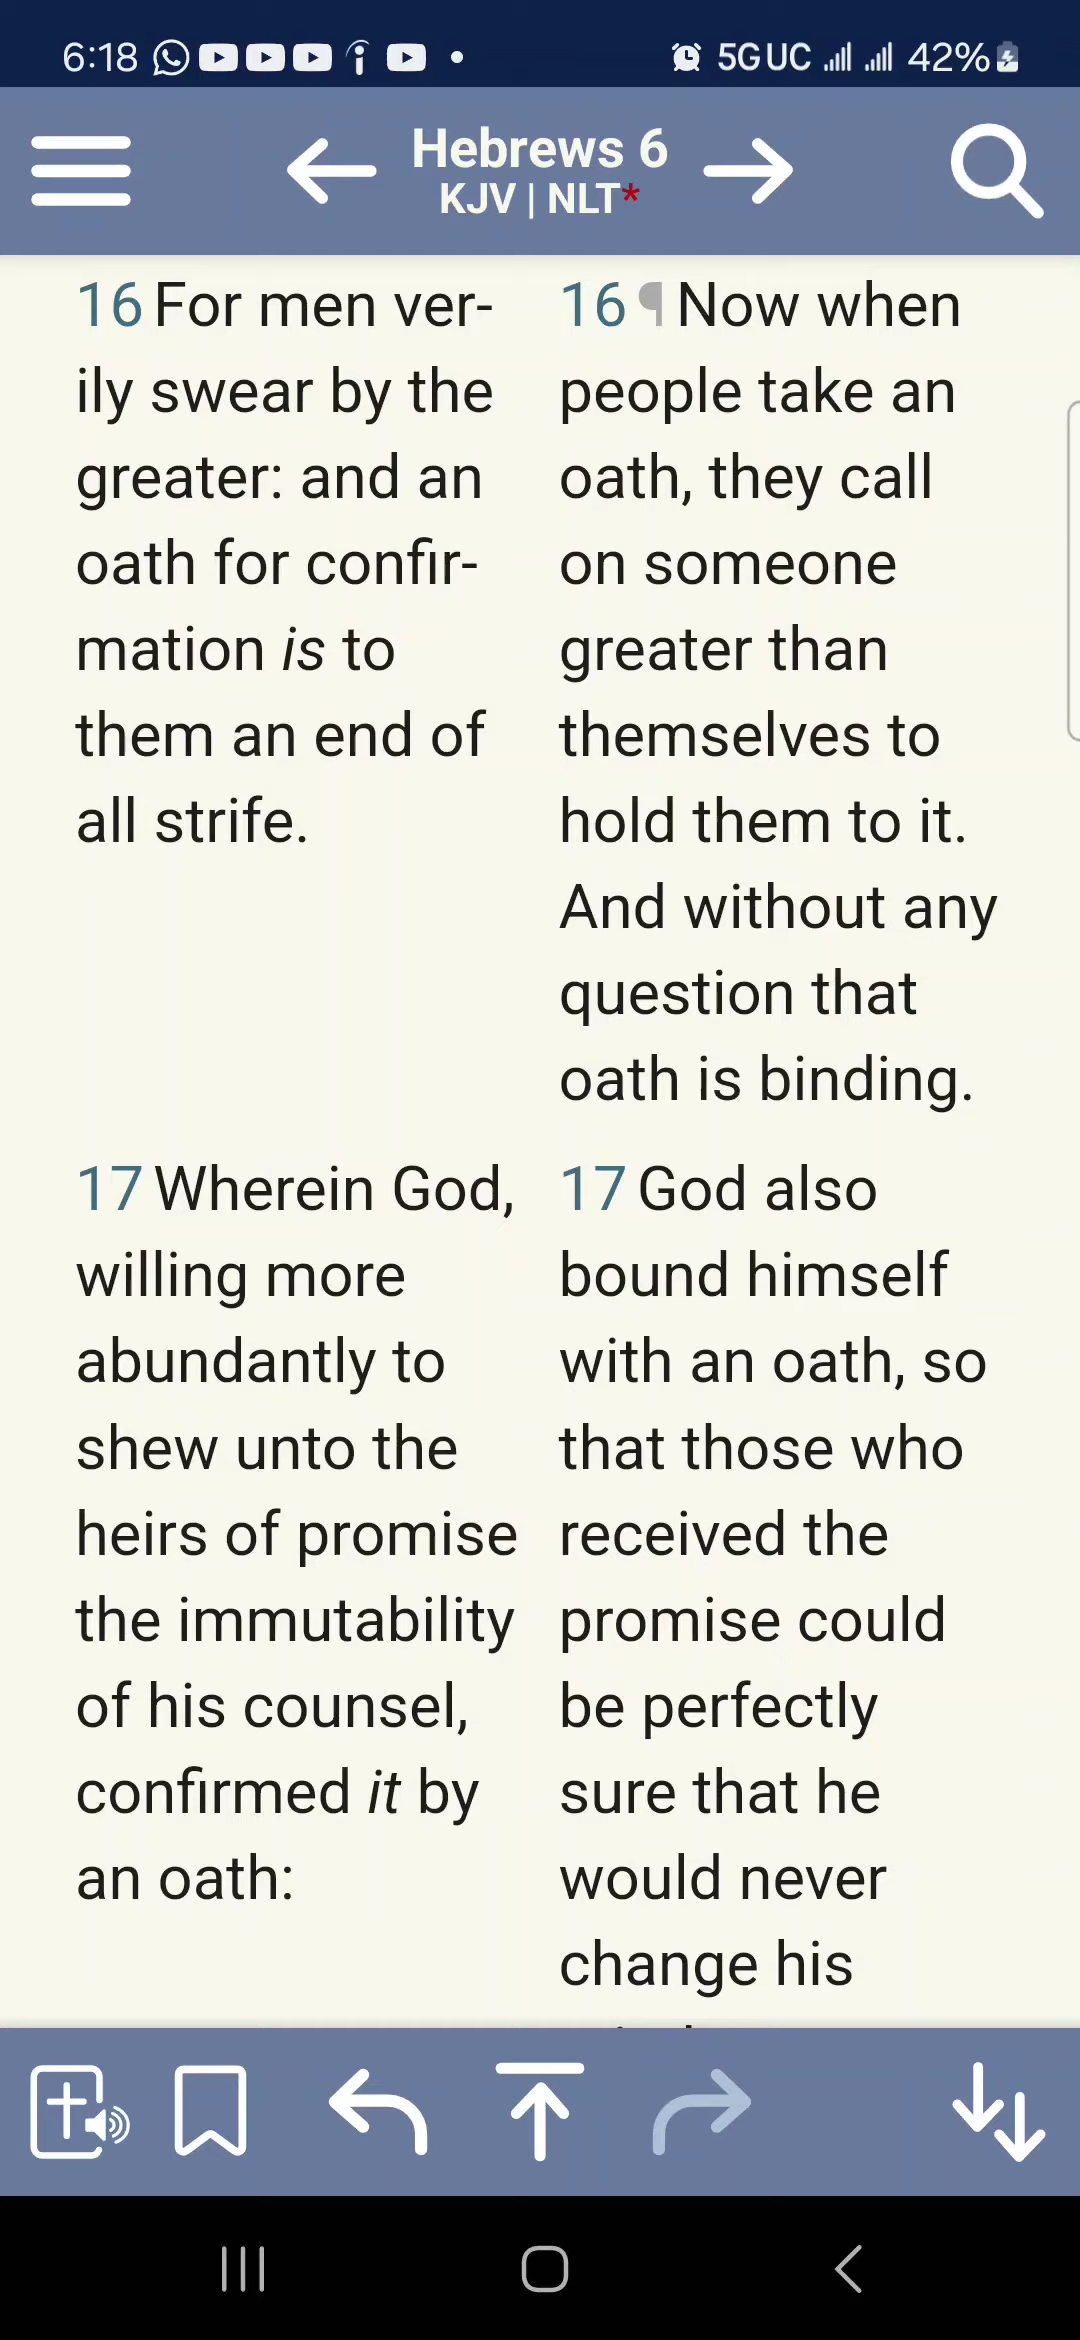 6:18
5G UC
42%
Hebrews 6
KJV | NLT*
16 For men ver-
ily swear by the
greater: and an
oath for confir-
mation is to
them an end of
all strife.
16 ¶ Now when
people take an
oath, they call
on someone
greater than
themselves to
hold them to it.
And without any
question that
oath is binding.
17 Wherein God,
willing more
abundantly to
shew unto the
heirs of promise
the immutability
of his counsel,
confirmed it by
an oath:
17 God also
bound himself
with an oath, so
that those who
received the
promise could
be perfectly
sure that he
would never
change his